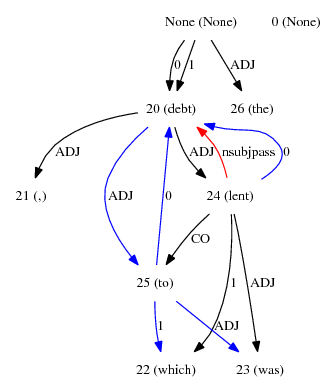 None (None) 0 (None)
0 1 ADJ
20 (debt) 26 (the)
ADJ ADJ nsubjpass 0
21 (,) ADJ 0 24 (lent)
CO
25 (to) 1 ADJ
1 ADJ
22 (which) 23 (was)